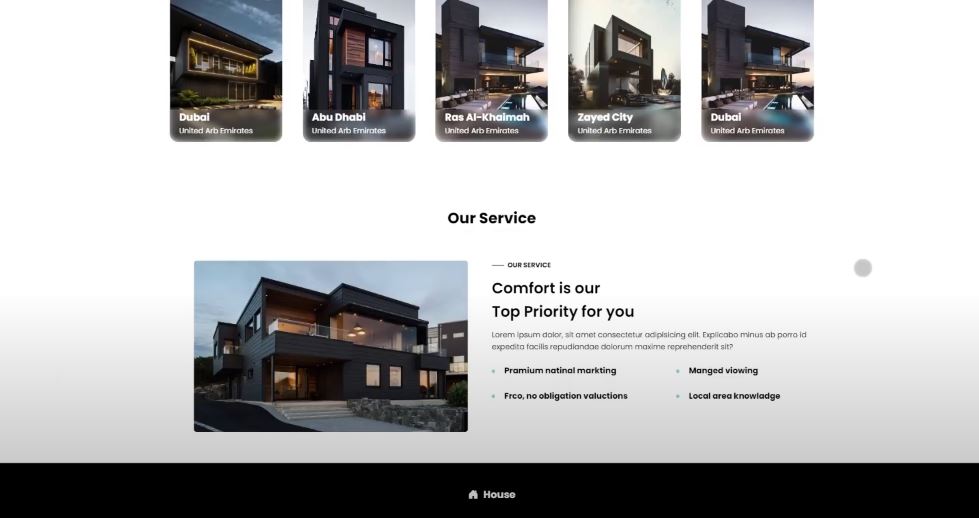 Dubai
United Arb Emirates
Abu Dhabi
United Arb Emirates
Ras Al-Khaimah
United Arb Emirates
Zayed City
United Arb Emirates
Dubai
United Arb Emirates
Our Service
OUR SERVICE
Comfort is our
Top Priority for you
Lorem ipsum dolor, sit amet consectetur adipisicing elit. Explicabo minus ab porro id
expedita facilis repudiandae dolorum maxime reprehenderit sit?
Pramium natinal markting
Manged viowing
Frco, no obligation valuctions
Local area knowladge
House